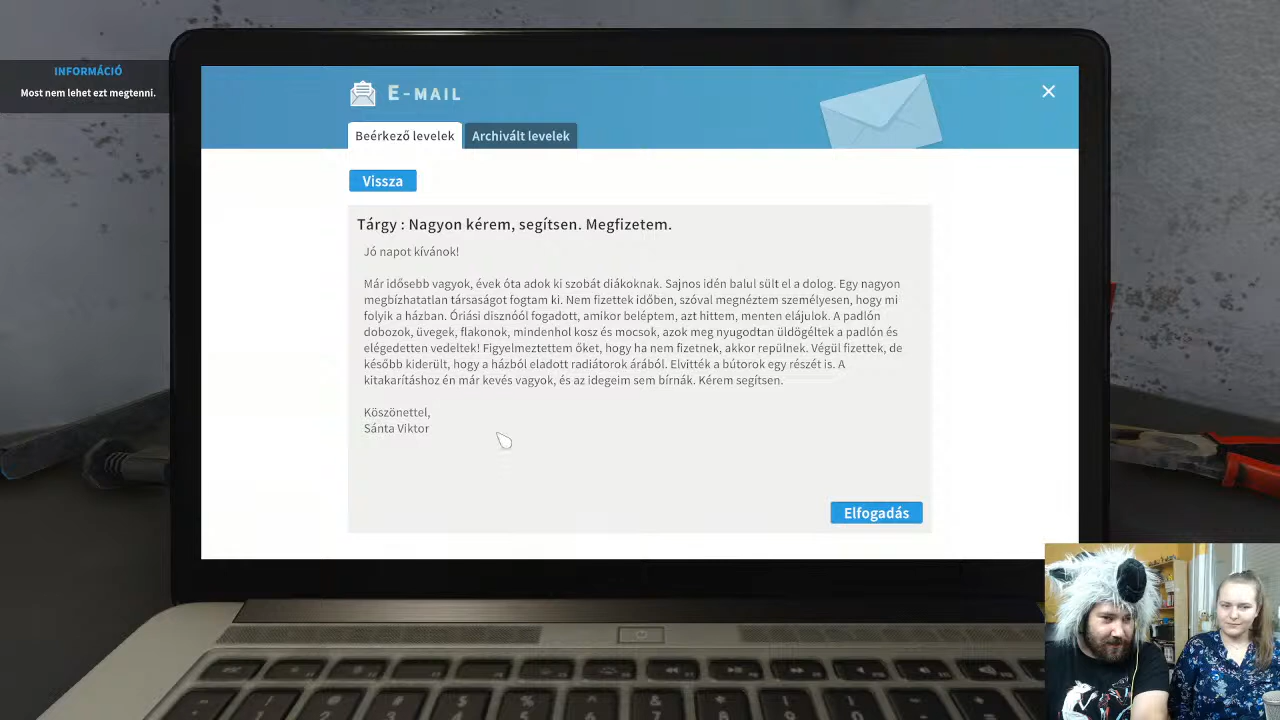 INFORMÁCIÓ
Most nem lehet ezt megtenni.
E-MAIL
Beérkező levelek
Archivált levelek
Vissza
Tárgy : Nagyon kérem, segítsen. Megfizetem.
Jó napot kívánok!
Már idősebb vagyok, évek óta adok ki szobát diákoknak. Sajnos idén balul sült el a dolog. Egy nagyon
megbízhatatlan társaságot fogtam ki. Nem fizettek időben, szóval megnéztem személyesen, hogy mi
folyik a házban. Óriási disznóól fogadott, amikor beléptem, azt hittem, menten elájulok. A padlón
dobozok, üvegek, flakonok, mindenhol kosz és mocsok, azok meg nyugodtan üldögéltek a padlón és
elégedetten vedeltek! Figyelmeztettem őket, hogy ha nem fizetnek, akkor repülnek. Végül fizettek, de
később kiderült, hogy a házból eladott radiátorok árából. Elvitték a bútorok egy részét is. A
kitakarításhoz én már kevés vagyok, és az idegeim sem bírnák. Kérem segítsen.
Köszönettel,
Sánta Viktor
Elfogadás